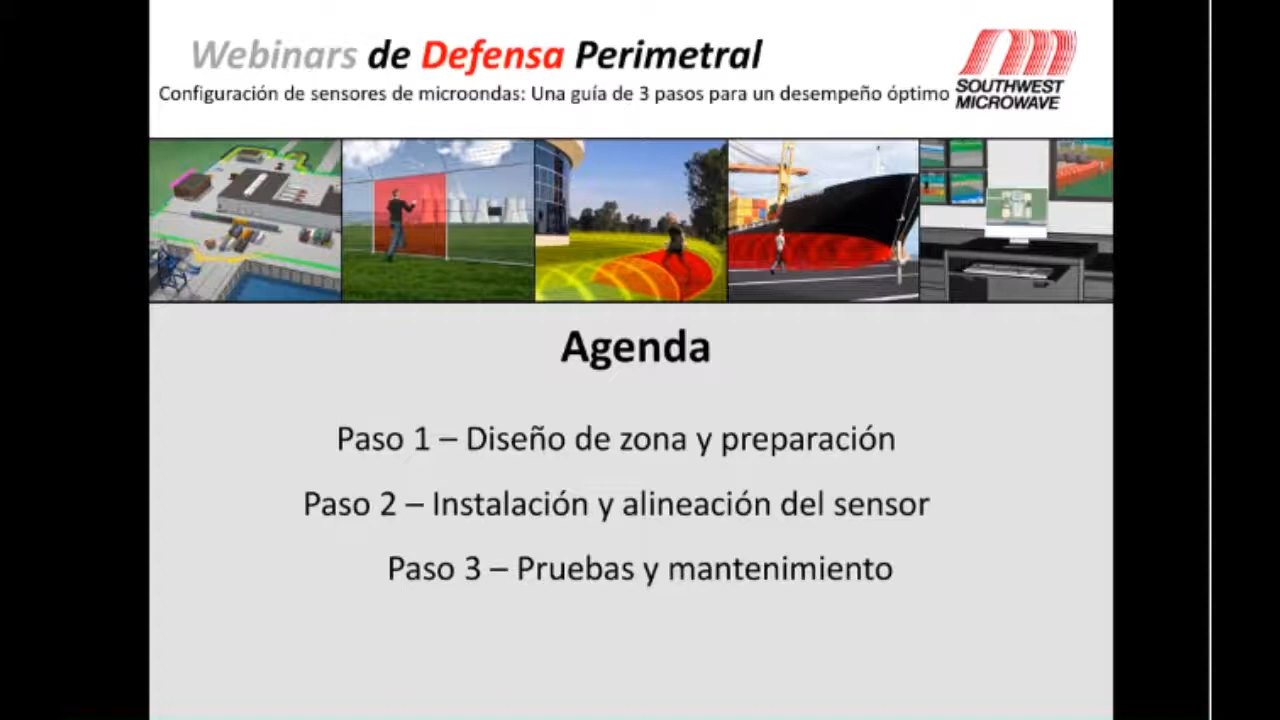 Webinars de Defensa Perimetral
Configuración de sensores de microondas: Una guía de 3 pasos para un desempeño óptimo
SOUTHWEST
MICROWAVE
Agenda
Paso 1 – Diseño de zona y preparación
Paso 2 – Instalación y alineación del sensor
Paso 3 – Pruebas y mantenimiento